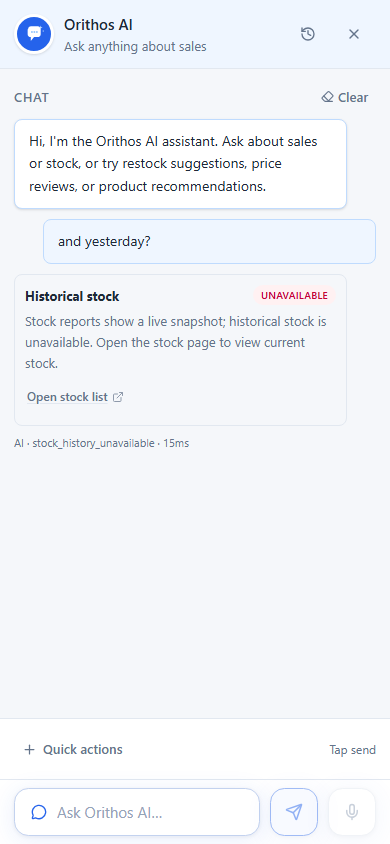 Orithos AI
Ask anything about sales
CHAT
Clear
Hi, I'm the Orithos AI assistant. Ask about sales
or stock, or try restock suggestions, price
reviews, or product recommendations.
and yesterday?
Historical stock
UNAVAILABLE
Stock reports show a live snapshot; historical stock is
unavailable. Open the stock page to view current
stock.
Open stock list
AI · stock_history_unavailable · 15ms
Quick actions
Tap send
Ask Orithos AI...